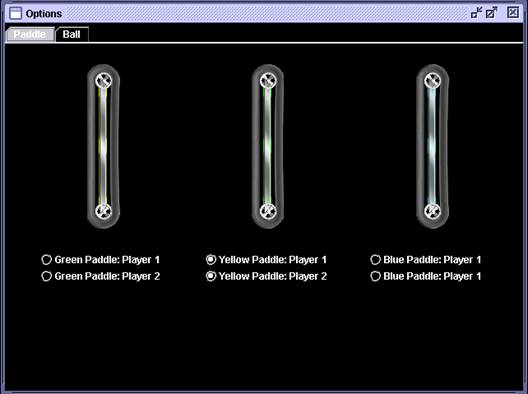 Options
Paddle Ball
Green Paddle: Player 1 Yellow Paddle: Player 1 Blue Paddle: Player 1
Green Paddle: Player 2 Yellow Paddle: Player 2 Blue Paddle: Player 1